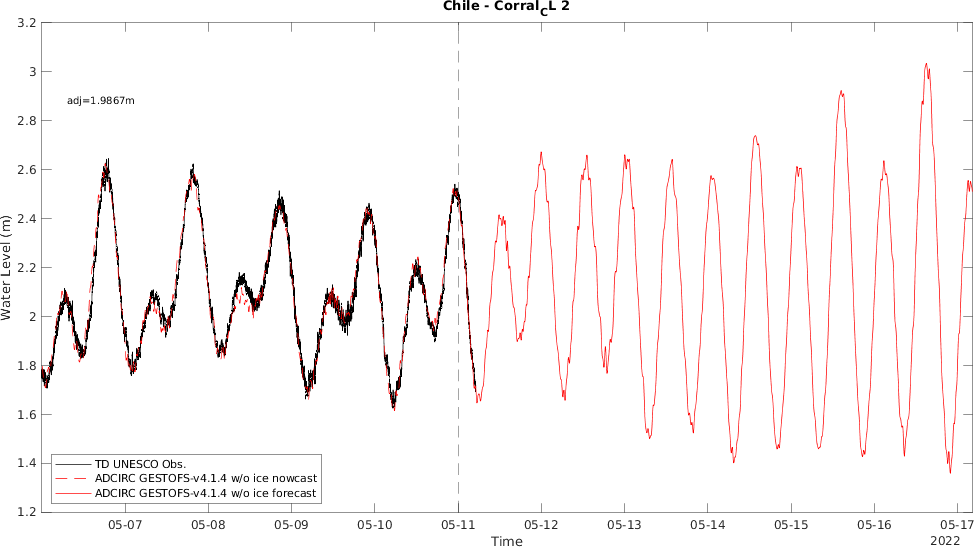 Chile - Corral_CL 2
3.2
3
2.8
2.6
2.4
2.2
2
1.8
1.6
1.4
1.2
Water Level (m)
adj=1.9867m
TD UNESCO Obs.
ADCIRC GESTOFS-v4.1.4 w/o ice nowcast
ADCIRC GESTOFS-v4.1.4 w/o ice forecast
05-07 05-08 05-09 05-10 05-11 05-12 05-13 05-14 05-15 05-16 05-17
Time
2022